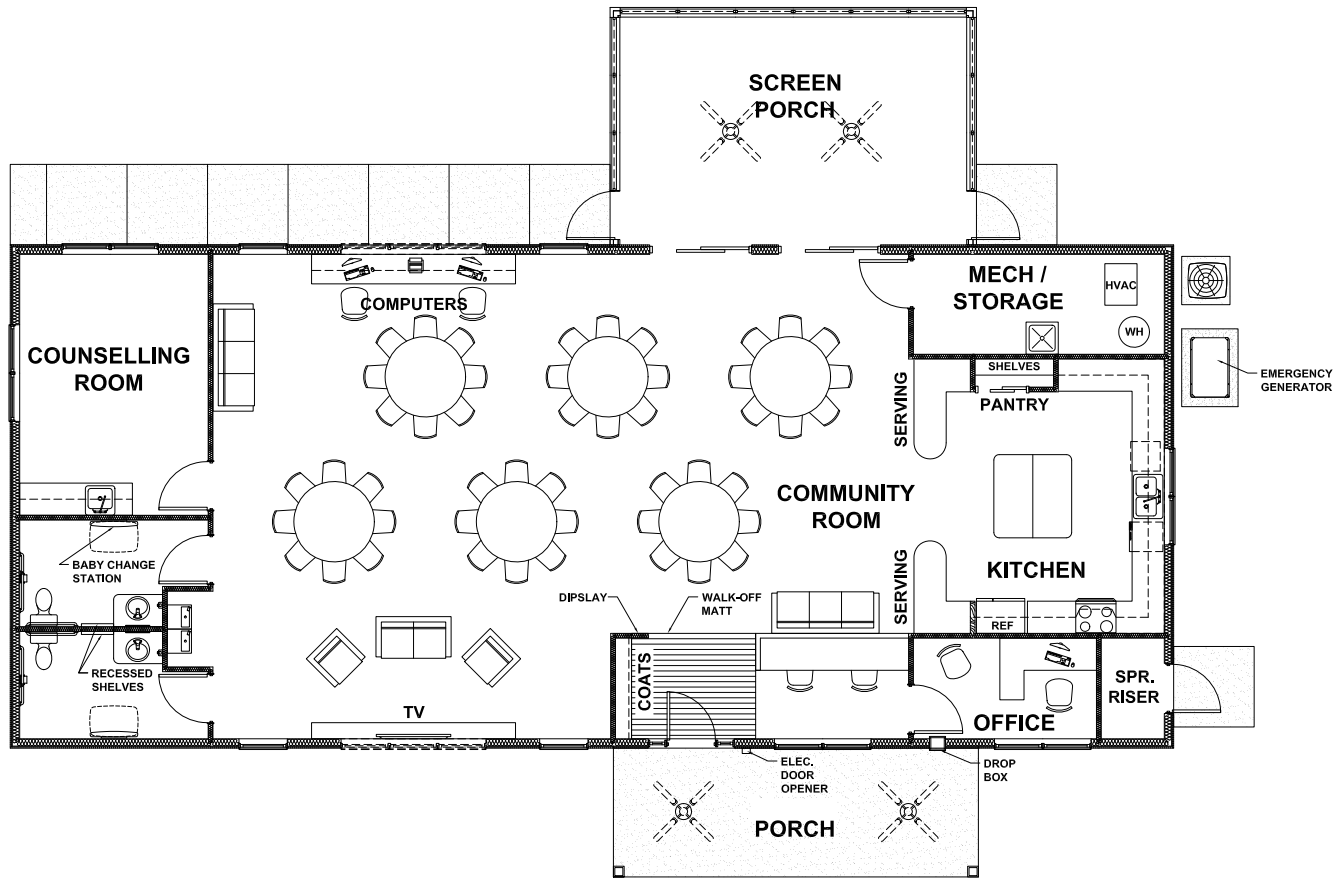 SCREEN
PORCH
MECH /
STORAGE
HVAC
WH
COMPUTERS
COUNSELLING
ROOM
SHELVES
PANTRY
EMERGENCY
GENERATOR
SERVING
COMMUNITY
ROOM
BABY CHANGE
STATION
KITCHEN
SERVING
DIPSLAY
WALK-OFF
MATT
REF
RECESSED
SHELVES
COATS
SPR.
RISER
TV
OFFICE
ELEC.
DOOR
OPENER
DROP
BOX
PORCH